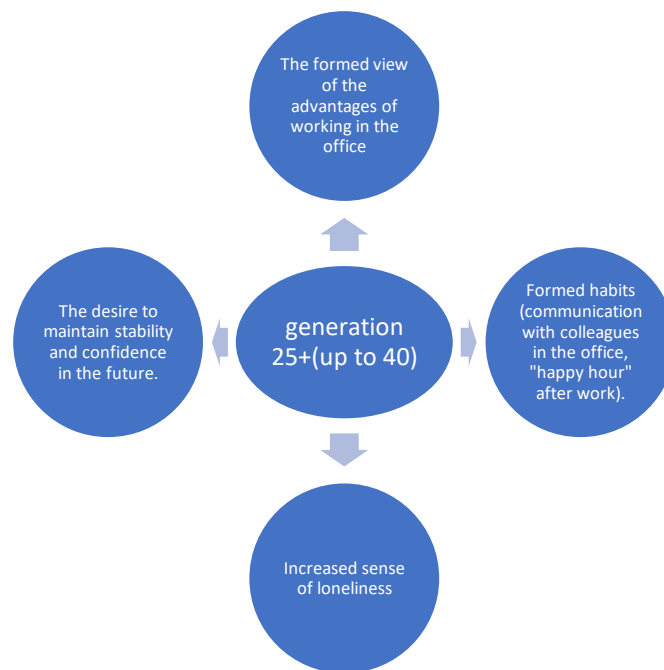 The formed view
of the
advantages of
working in the
office
The desire to
maintain stability
and confidence
in the future.
generation
25+(up to 40)
Formed habits
(communication
with colleagues
in the office,
"happy hour"
after work).
Increased sense
of loneliness